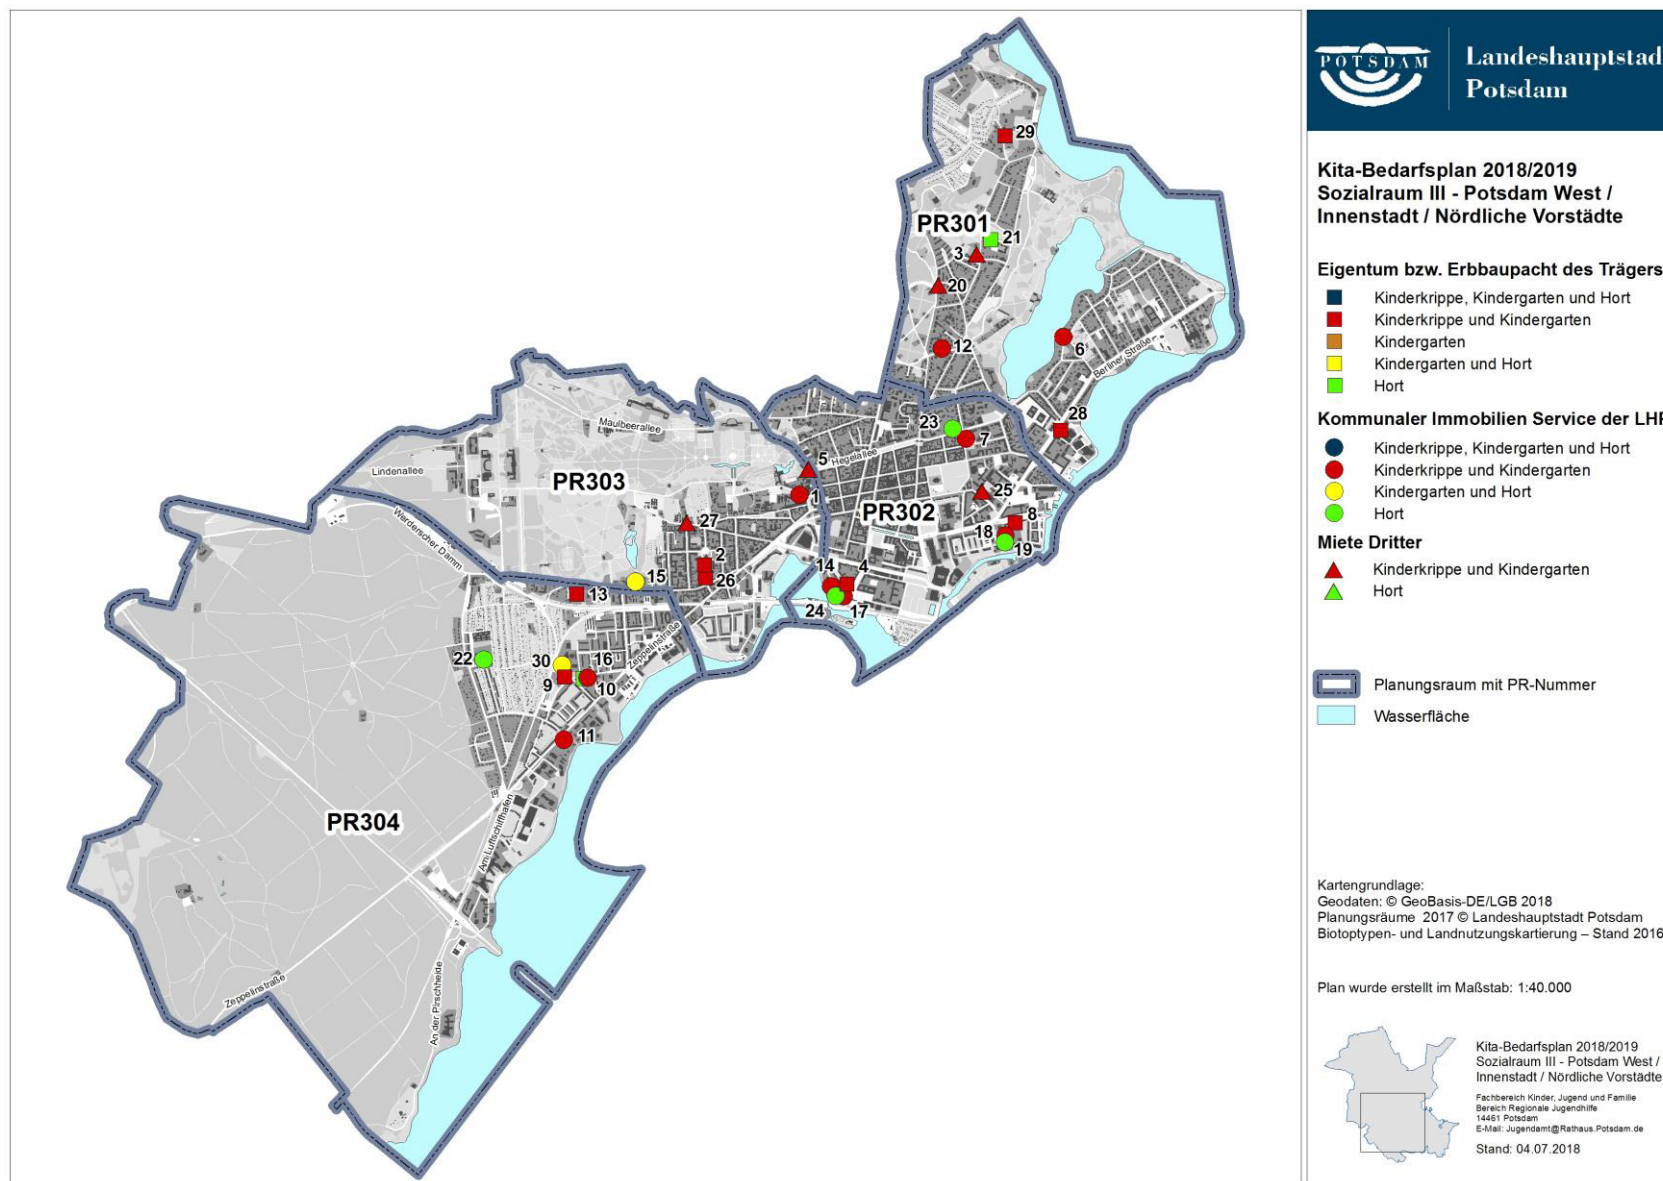 POTSDAM
Landeshauptstad
Potsdam
Kita-Bedarfsplan 2018/2019
Sozialraum III - Potsdam West /
Innenstadt / Nördliche Vorstädte
Eigentum bzw. Erbbaupacht des Trägers
Kinderkrippe, Kindergarten und Hort
Kinderkrippe und Kindergarten
Kindergarten
Kindergarten und Hort
Hort
Kommunaler Immobilien Service der LHP
Kinderkrippe, Kindergarten und Hort
Kinderkrippe und Kindergarten
Kindergarten und Hort
Hort
Miete Dritter
Kinderkrippe und Kindergarten
Hort
Planungsraum mit PR-Nummer
Wasserfläche
Kartengrundlage:
Geodaten: © GeoBasis-DE/LGB 2018
Planungsräume 2017 © Landeshauptstadt Potsdam
Biotoptypen- und Landnutzungskartierung – Stand 2016
Plan wurde erstellt im Maßstab: 1:40.000
Kita-Bedarfsplan 2018/2019
Sozialraum III - Potsdam West /
Innenstadt / Nördliche Vorstädte
Fachbereich Kinder, Jugend und Familie
Bereich Regionale Jugendhilfe
14461 Potsdam
E-Mail: Jugendamt@Rathaus.Potsdam.de
Stand: 04.07.2018
29
PR301
21
3
20
12
6
Berliner Straße
28
23
7
Hegelallee
Maulbeerallee
Lindenallee
5
1
PR303
PR302
25
8
18
19
27
Werderscher Damm
2
26
15
13
14
4
24
17
Zeppelinstraße
22
30
16
9
10
11
PR304
Am Luftschiffhafen
Zeppelinstraße
An der Pirschheide